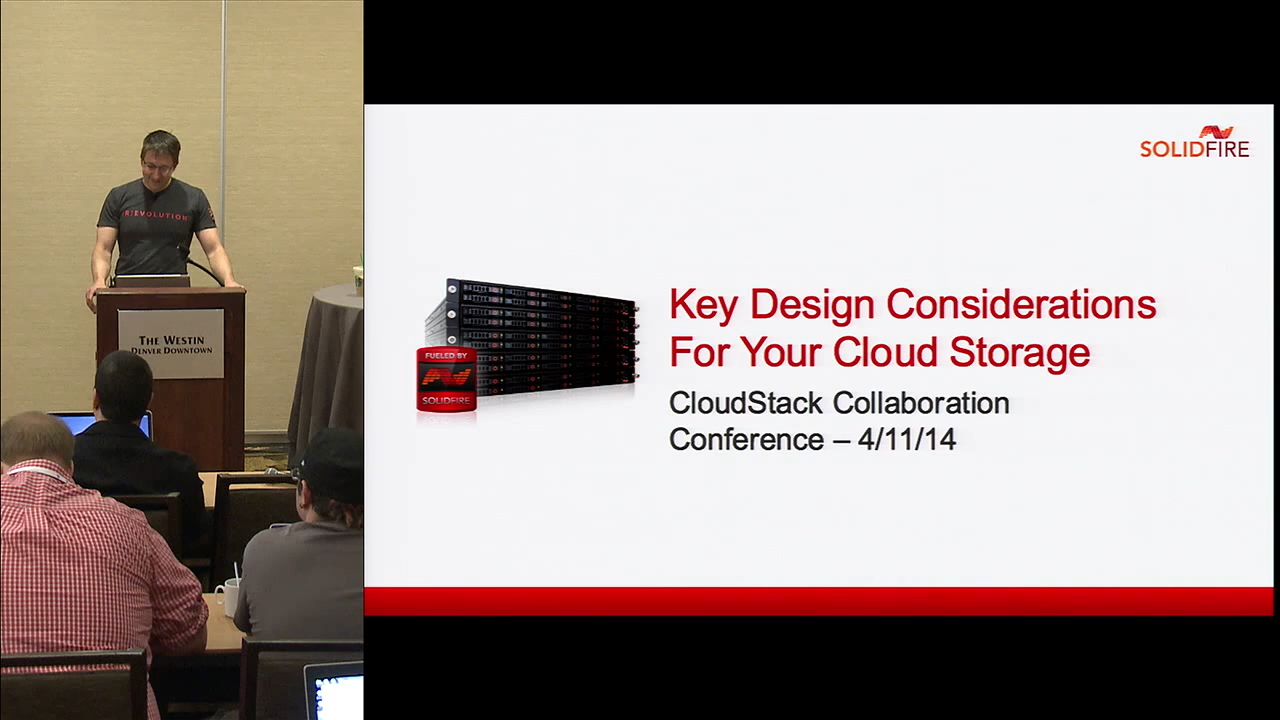 (R)EVOLUTION
THE WESTIN
DENVER DOWNTOWN
SOLIDFIRE
FUELED BY
SOLIDFIRE
Key Design Considerations
For Your Cloud Storage
CloudStack Collaboration
Conference – 4/11/14